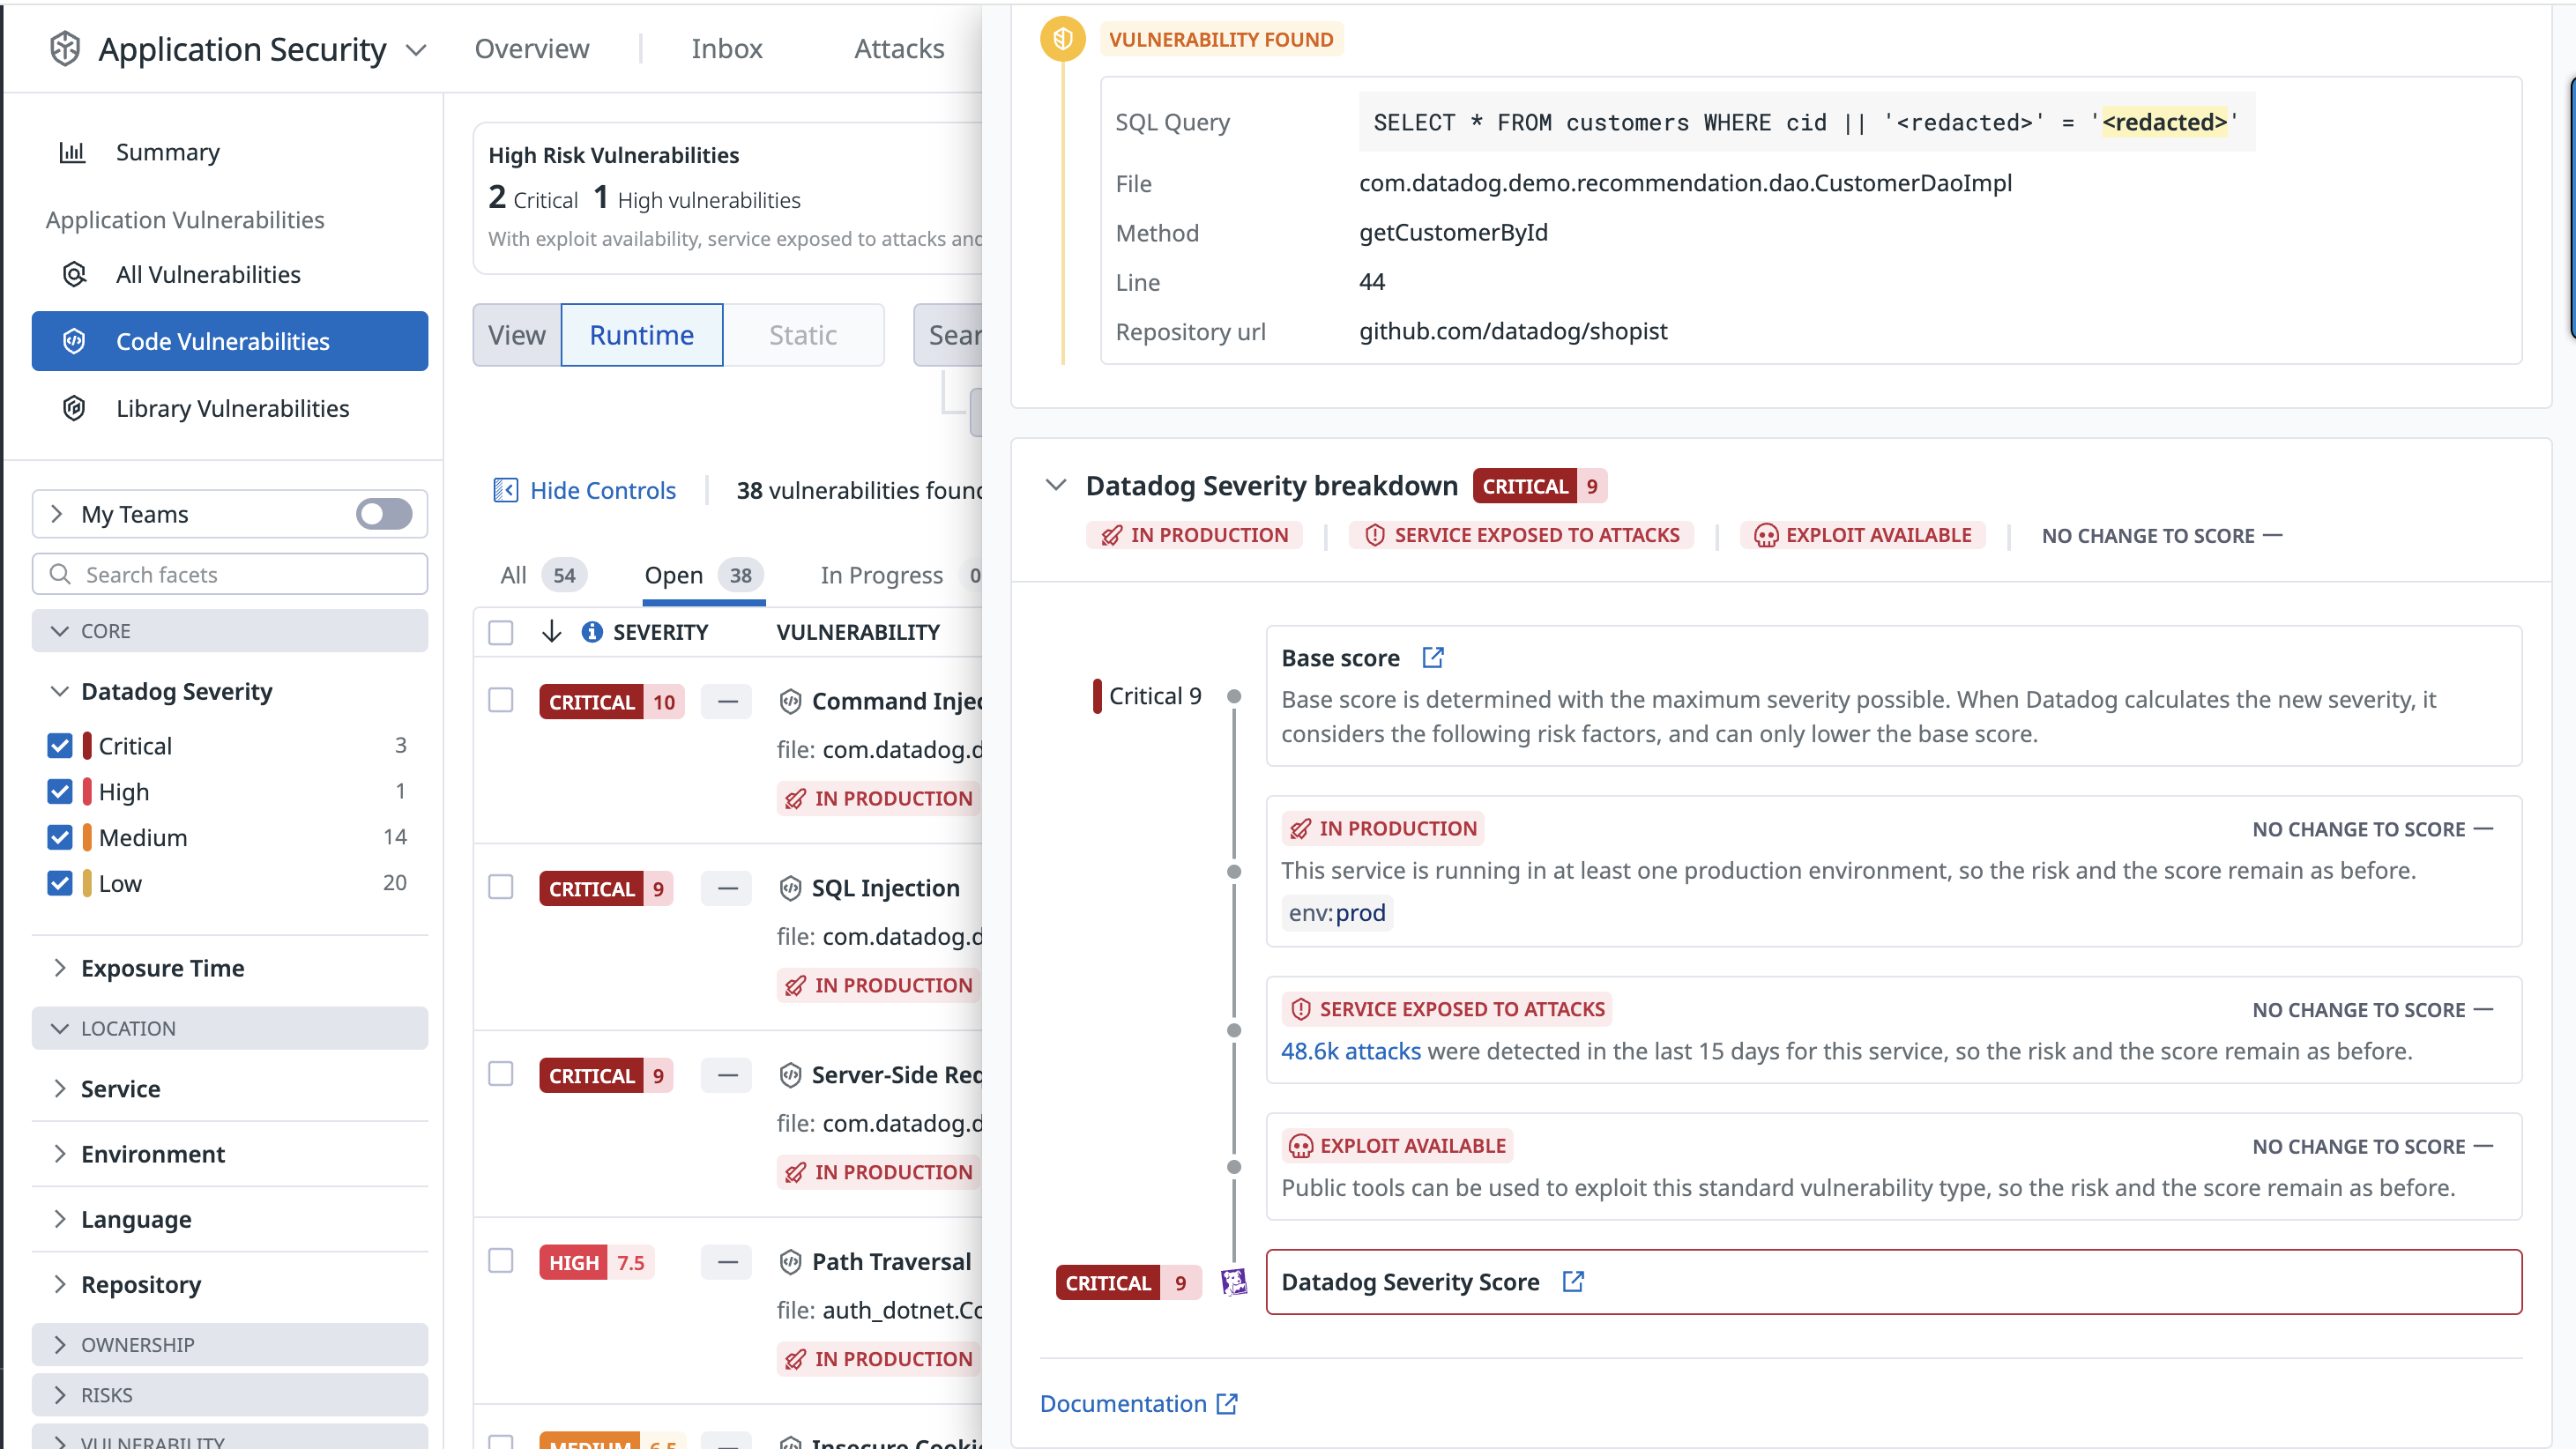 Application Security
Overview
Inbox
Attacks
Summary
Application Vulnerabilities
All Vulnerabilities
Code Vulnerabilities
Library Vulnerabilities
My Teams
Search facets
CORE
Datadog Severity
Critical 3
High 1
Medium 14
Low 20
Exposure Time
LOCATION
Service
Environment
Language
Repository
OWNERSHIP
RISKS
VULNERABILITY
High Risk Vulnerabilities
2 Critical 1 High vulnerabilities
With exploit availability, service exposed to attacks and
View Runtime Static
Hide Controls
38 vulnerabilities found
All 54 Open 38 In Progress 0
SEVERITY VULNERABILITY
CRITICAL 10 —
Command Injec
file: com.datadog.d
IN PRODUCTION
CRITICAL 9 —
SQL Injection
file: com.datadog.d
IN PRODUCTION
CRITICAL 9 —
Server-Side Req
file: com.datadog.d
IN PRODUCTION
HIGH 7.5 —
Path Traversal
file: auth_dotnet.Co
IN PRODUCTION
MEDIUM 6.5 —
Insecure Cookie
VULNERABILITY FOUND
SQL Query SELECT * FROM customers WHERE cid || '<redacted>' = '<redacted>'
File com.datadog.demo.recommendation.dao.CustomerDaoImpl
Method getCustomerById
Line 44
Repository url github.com/datadog/shopist
Datadog Severity breakdown CRITICAL 9
IN PRODUCTION SERVICE EXPOSED TO ATTACKS EXPLOIT AVAILABLE NO CHANGE TO SCORE —
Critical 9
Base score
Base score is determined with the maximum severity possible. When Datadog calculates the new severity, it
considers the following risk factors, and can only lower the base score.
IN PRODUCTION NO CHANGE TO SCORE —
This service is running in at least one production environment, so the risk and the score remain as before.
env:prod
SERVICE EXPOSED TO ATTACKS NO CHANGE TO SCORE —
48.6k attacks were detected in the last 15 days for this service, so the risk and the score remain as before.
EXPLOIT AVAILABLE NO CHANGE TO SCORE —
Public tools can be used to exploit this standard vulnerability type, so the risk and the score remain as before.
CRITICAL 9
Datadog Severity Score
Documentation